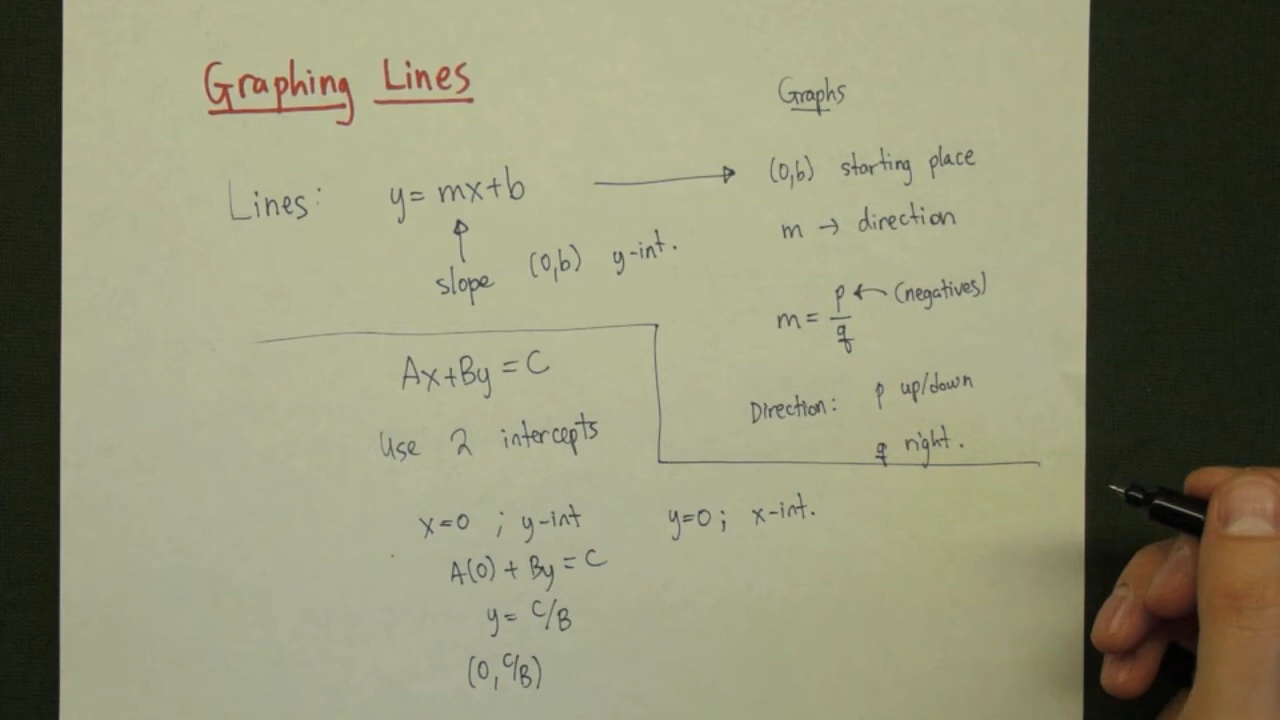 Graphing Lines
Lines: y = mx+b
slope (0,b) y-int.
Graphs
(0,b) starting place
m → direction
m = p/q ← (negatives)
Direction: p up/down
q right.
Ax+By = C
Use 2 intercepts
x=0 ; y-int
A(0) + By = C
y= C/B
(0, C/B)
y=0 ; x-int.